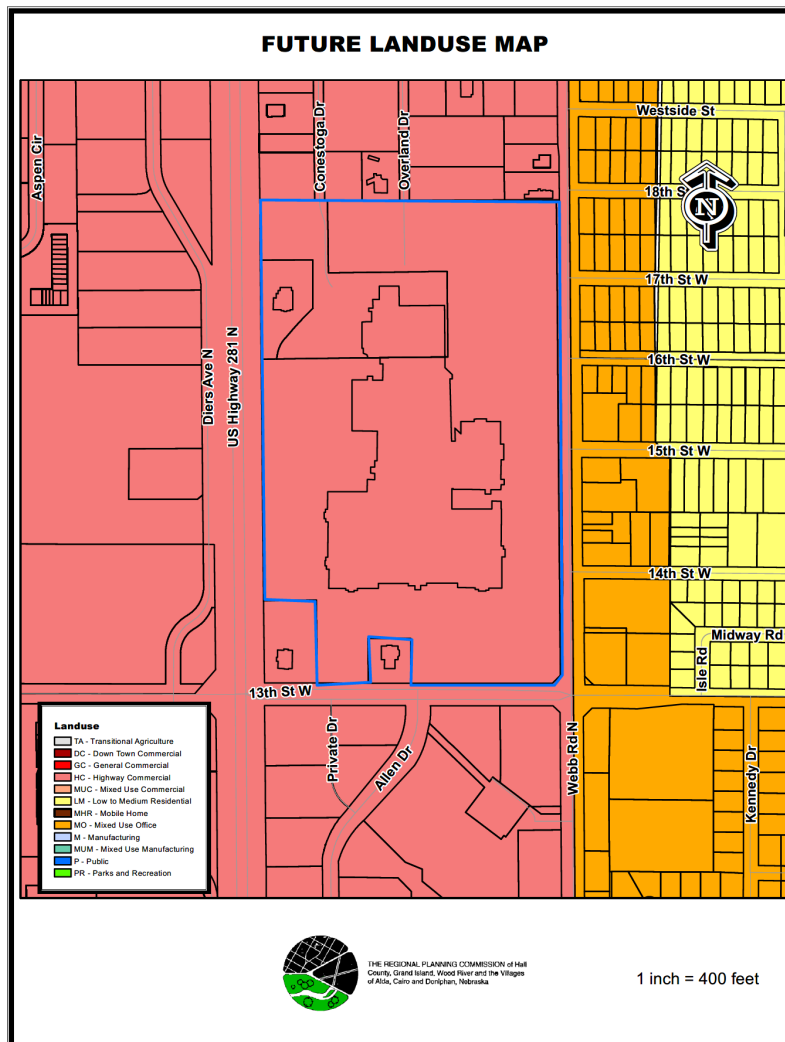 FUTURE LANDUSE MAP
Westside St
Aspen Cir
Conestoga Dr
Overland Dr
18th S
N
17th St W
Diers Ave N
US Highway 281 N
16th St W
15th St W
14th St W
Midway Rd
Isle Rd
13th St W
Private Dr
Allen Dr
Webb Rd N
Kennedy Dr
Landuse
TA - Transitional Agriculture
DC - Down Town Commercial
GC - General Commercial
HC - Highway Commercial
MUC - Mixed Use Commercial
LM - Low to Medium Residential
MHR - Mobile Home
MO - Mixed Use Office
M - Manufacturing
MUM - Mixed Use Manufacturing
P - Public
PR - Parks and Recreation
THE REGIONAL PLANNING COMMISSION of Hall
County, Grand Island, Wood River and the Villages
of Alda, Cairo and Doniphan, Nebraska
1 inch = 400 feet